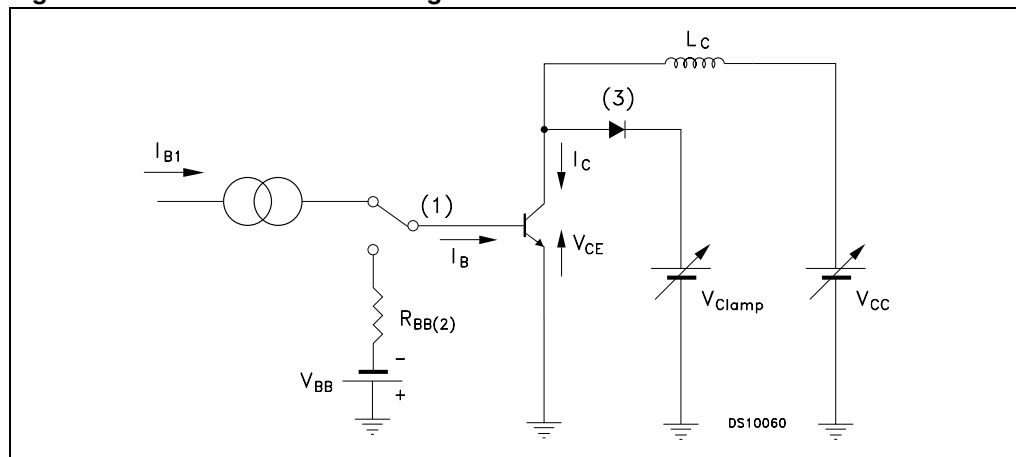 L_C
(3)
I_B1
I_C
(1)
I_B
V_CE
V_Clamp
V_CC
R_BB(2)
V_BB
-
+
DS10060